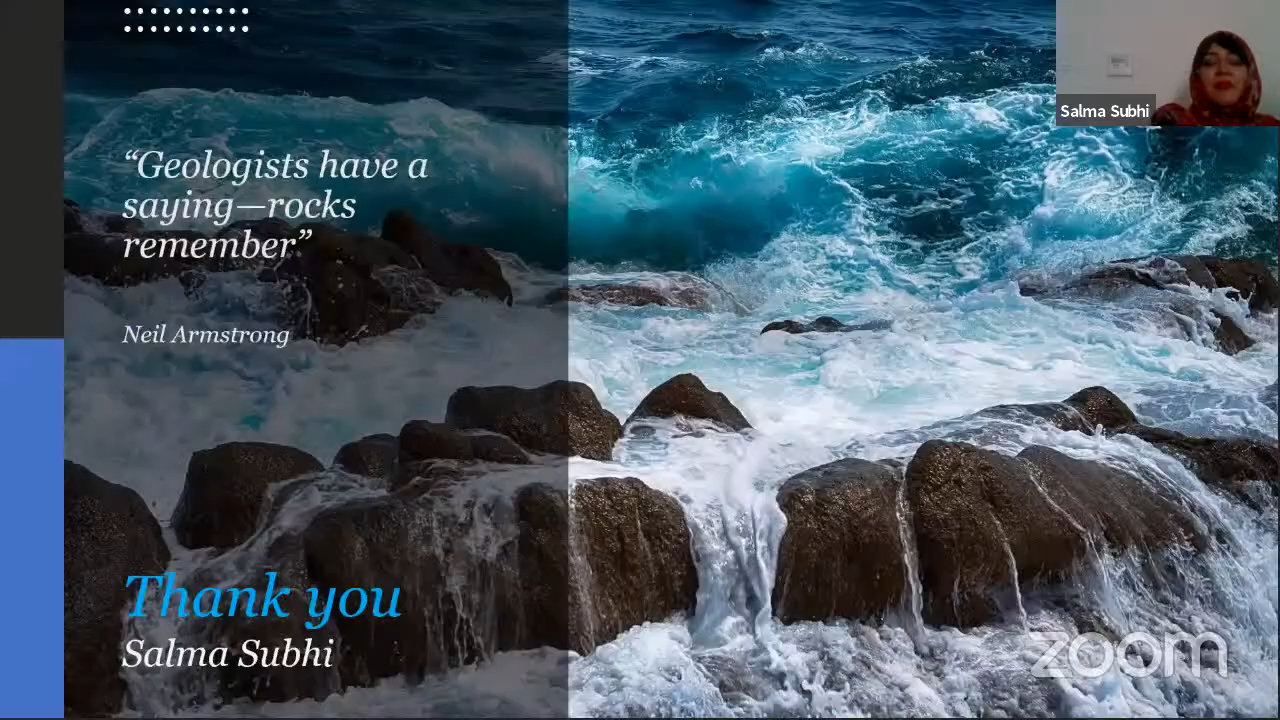 Salma Subhi
“Geologists have a
saying—rocks
remember”
Neil Armstrong
Thank you
Salma Subhi
zoom